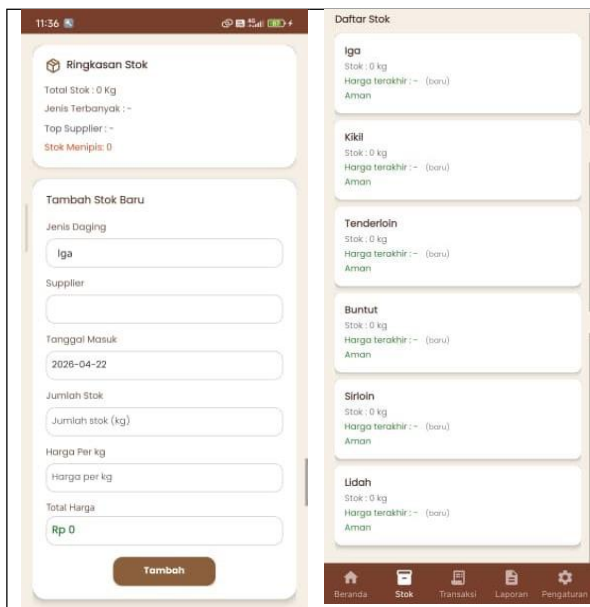 11:36
Ringkasan Stok
Total Stok : 0 Kg
Jenis Terbanyak : -
Top Supplier : -
Stok Menipis: 0
Tambah Stok Baru
Jenis Daging
Iga
Supplier
Tanggal Masuk
2026-04-22
Jumlah Stok
Jumlah stok (kg)
Harga Per kg
Harga per kg
Total Harga
Rp 0
Tambah
Daftar Stok
Iga
Stok : 0 kg
Harga terakhir : - (baru)
Aman
Kikil
Stok : 0 kg
Harga terakhir : - (baru)
Aman
Tenderloin
Stok : 0 kg
Harga terakhir : - (baru)
Aman
Buntut
Stok : 0 kg
Harga terakhir : - (baru)
Aman
Sirloin
Stok : 0 kg
Harga terakhir : - (baru)
Aman
Lidah
Stok : 0 kg
Harga terakhir : - (baru)
Aman
Beranda Stok Transaksi Laporan Pengaturan